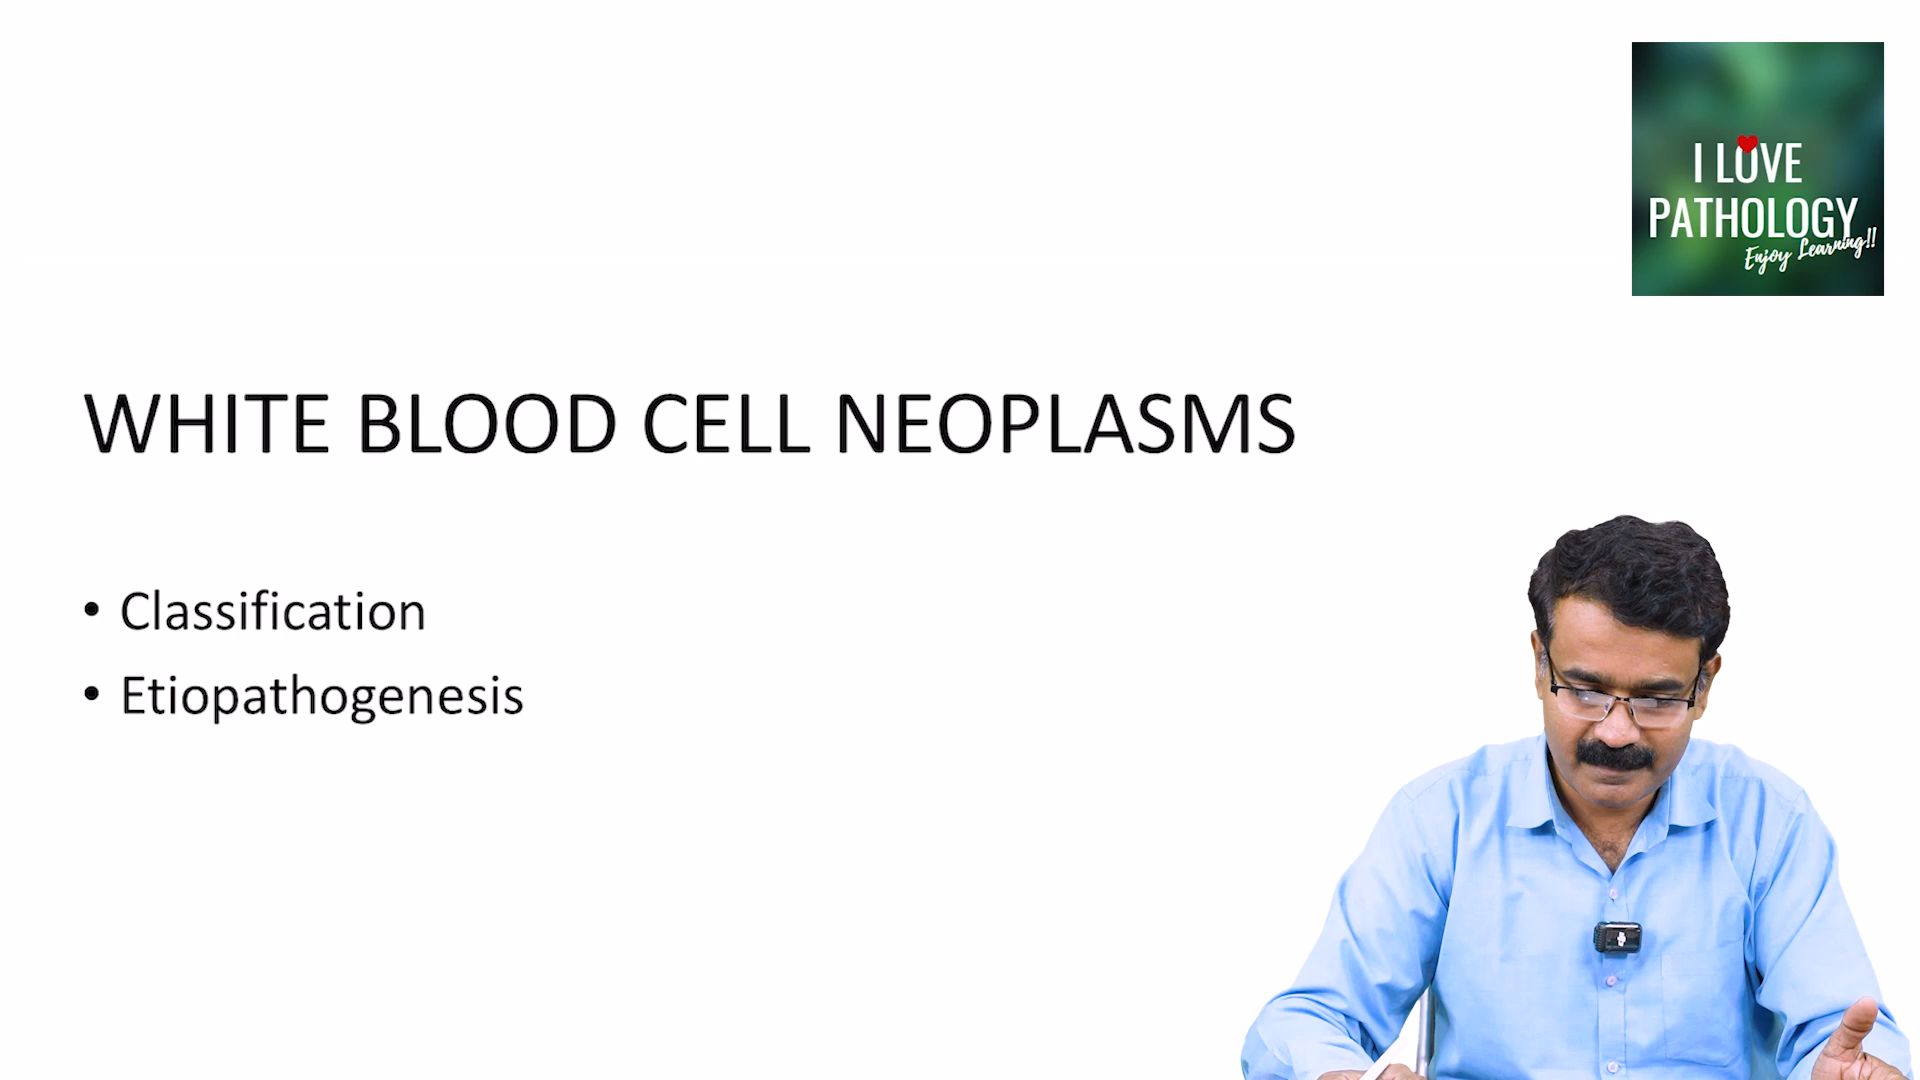 I LOVE
PATHOLOGY
Enjoy Learning!!
WHITE BLOOD CELL NEOPLASMS
• Classification
• Etiopathogenesis